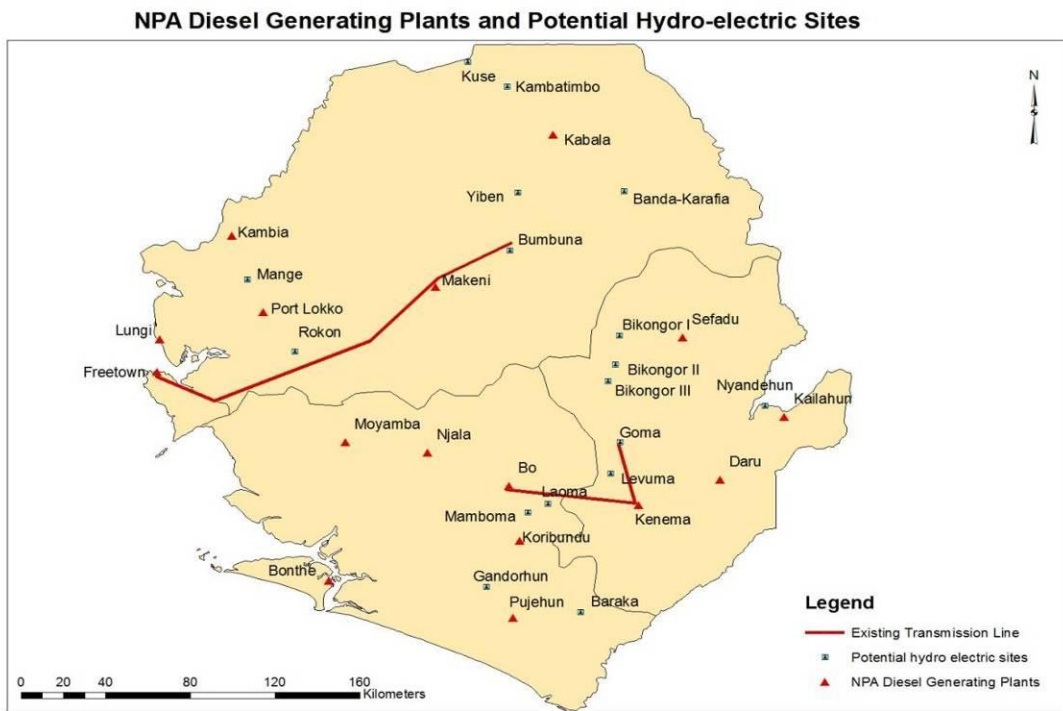 NPA Diesel Generating Plants and Potential Hydro-electric Sites
N
Kuse
Kambatimbo
Kabala
Yiben
Banda-Karafia
Kambia
Bumbuna
Mange
Makeni
Port Lokko
Lungi
Rokon
Bikongor I
Sefadu
Freetown
Bikongor II
Bikongor III
Nyandehun
Kailahun
Moyamba
Njala
Goma
Bo
Levuma
Daru
Laoma
Mamboma
Kenema
Koribundu
Bonthe
Gandorhun
Pujehun
Baraka
Legend
Existing Transmission Line
Potential hydro electric sites
NPA Diesel Generating Plants
0 20 40 80 120 160
Kilometers